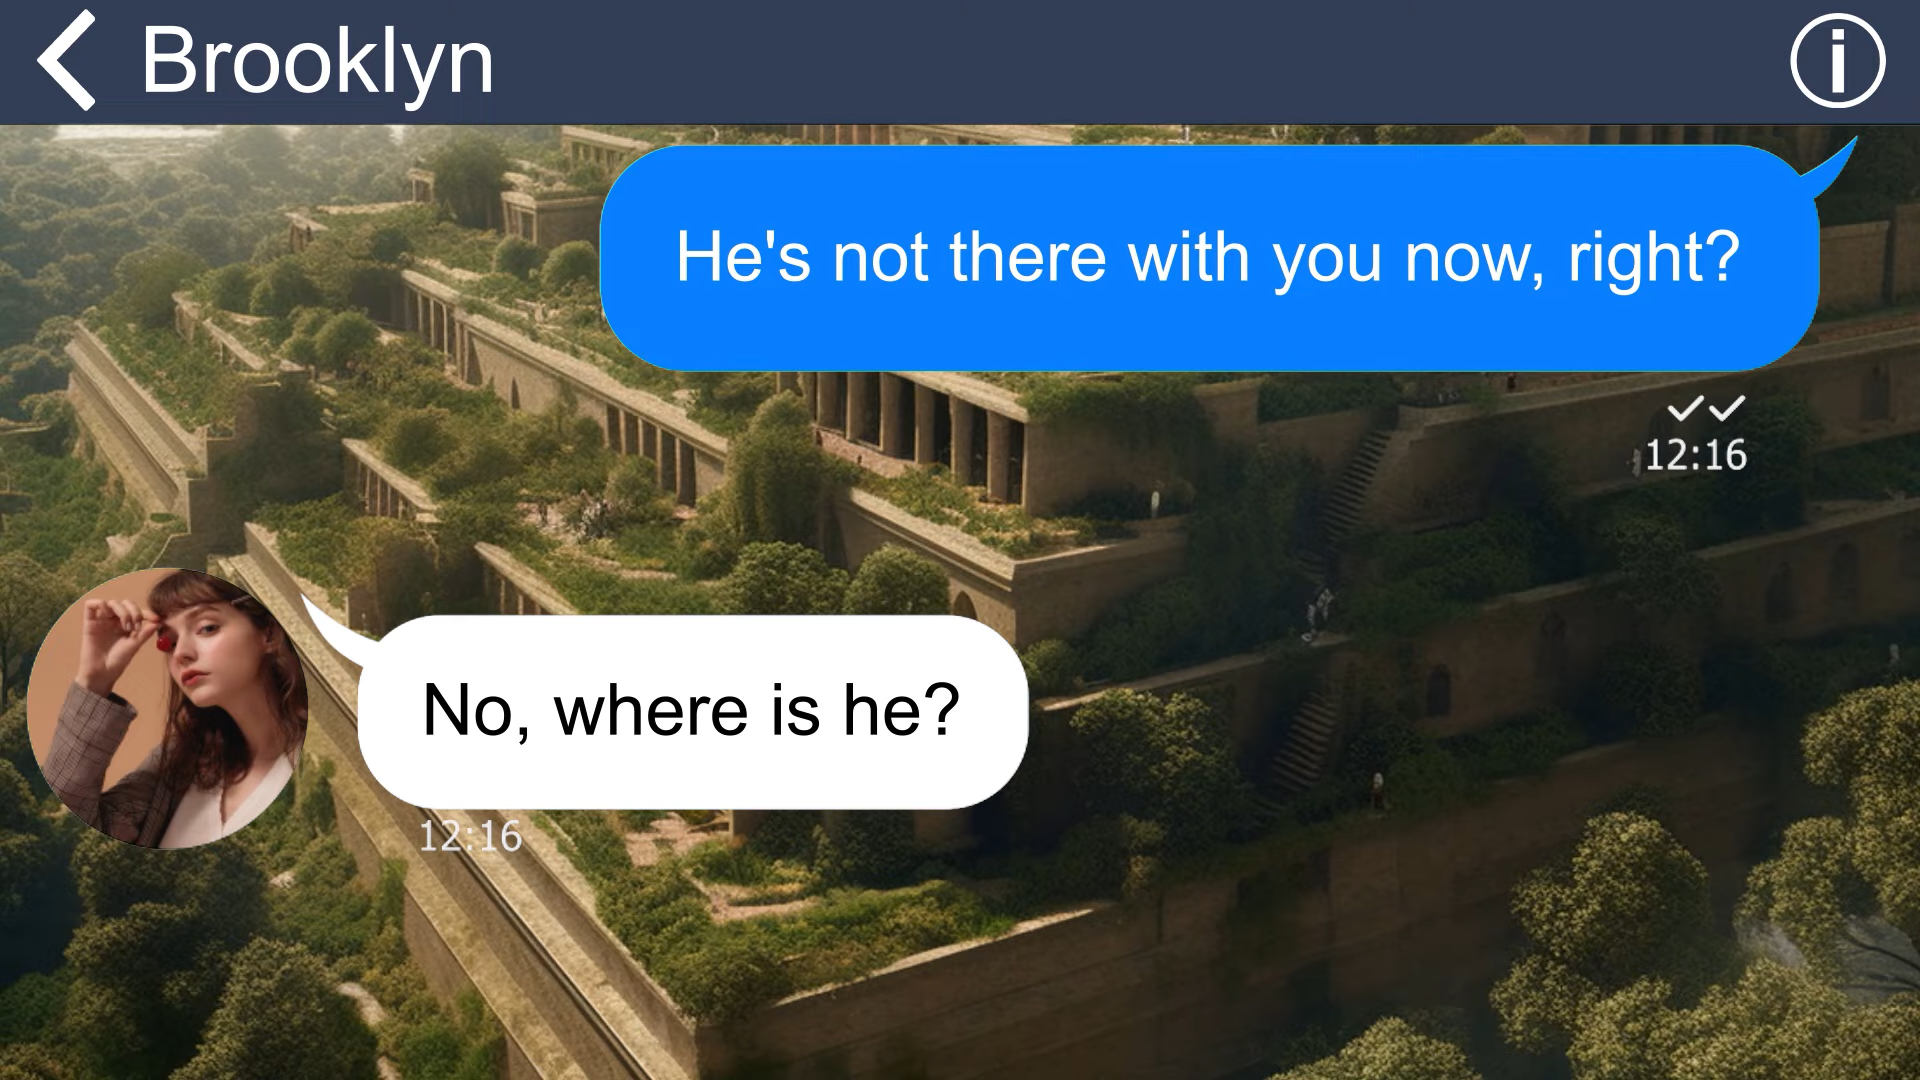 Brooklyn
He's not there with you now, right?
12:16
No, where is he?
12:16